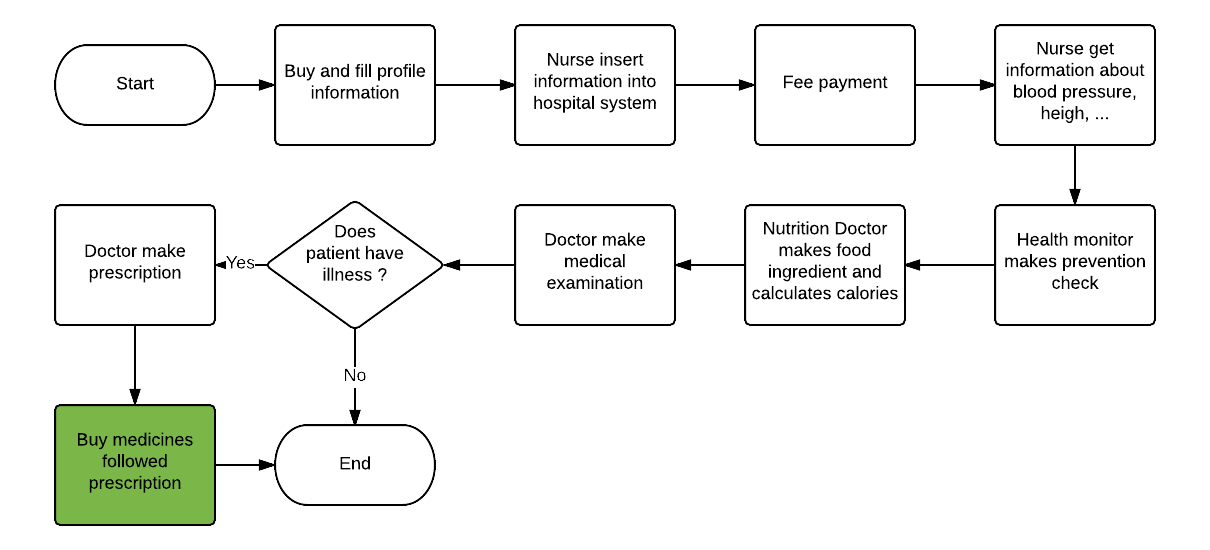 Start
Buy and fill profile
information
Nurse insert
information into
hospital system
Fee payment
Nurse get
information about
blood pressure,
heigh, ...
Health monitor
makes prevention
check
Nutrition Doctor
makes food
ingredient and
calculates calories
Doctor make
medical
examination
Does
patient have
illness ?
Yes
Doctor make
prescription
No
Buy medicines
followed
prescription
End